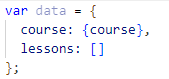 var data = {
  course: {course},
  lessons: []
};